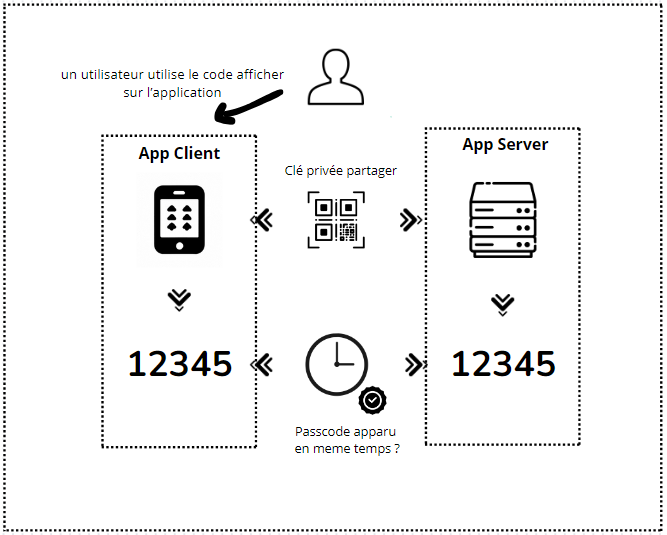 un utilisateur utilise le code afficher
sur l'application
App Client
Clé privée partager
App Server
12345
12345
Passcode apparu
en meme temps ?